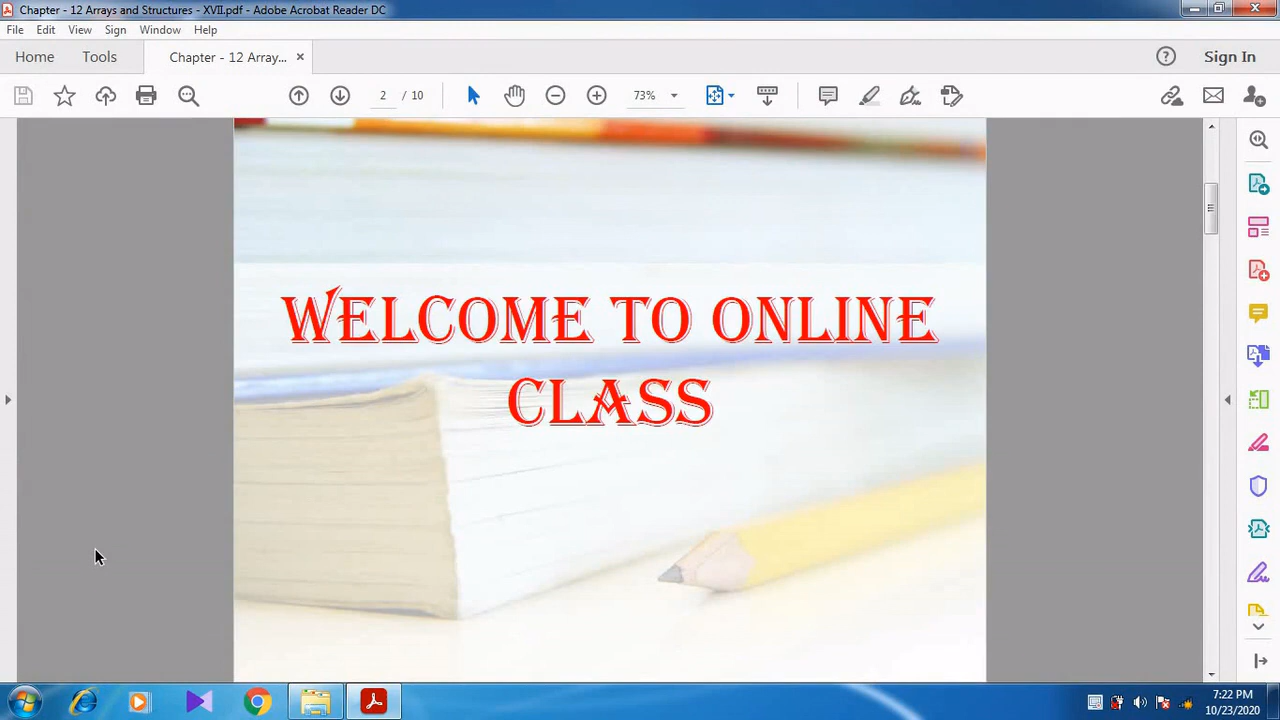 Chapter - 12 Arrays and Structures - XVII.pdf - Adobe Acrobat Reader DC
File Edit View Sign Window Help
Home Tools Chapter - 12 Array... Sign In
2 / 10 73%
WELCOME TO ONLINE
CLASS
7:22 PM
10/23/2020